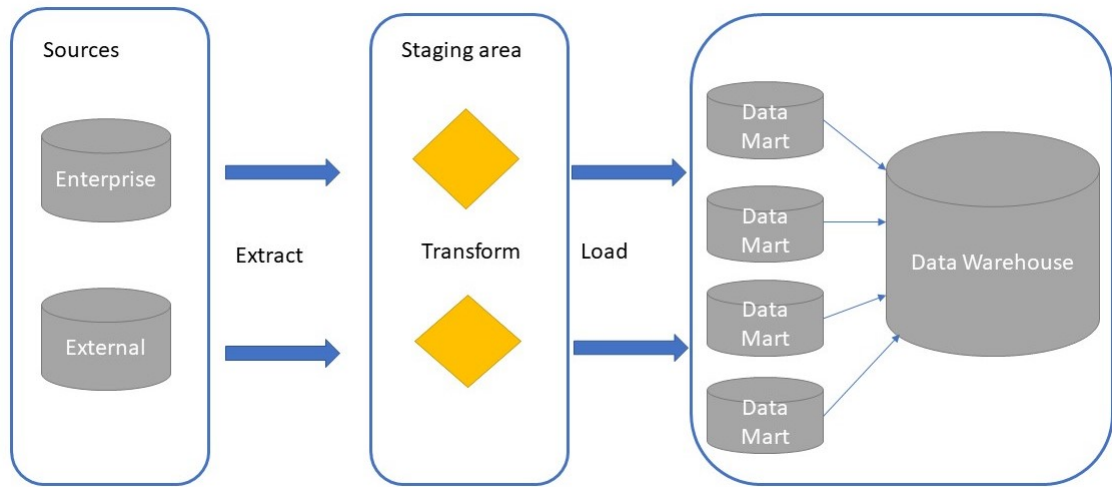 Sources
Enterprise
External
Extract
Staging area
Transform
Load
Data
Mart
Data
Mart
Data
Mart
Data
Mart
Data Warehouse